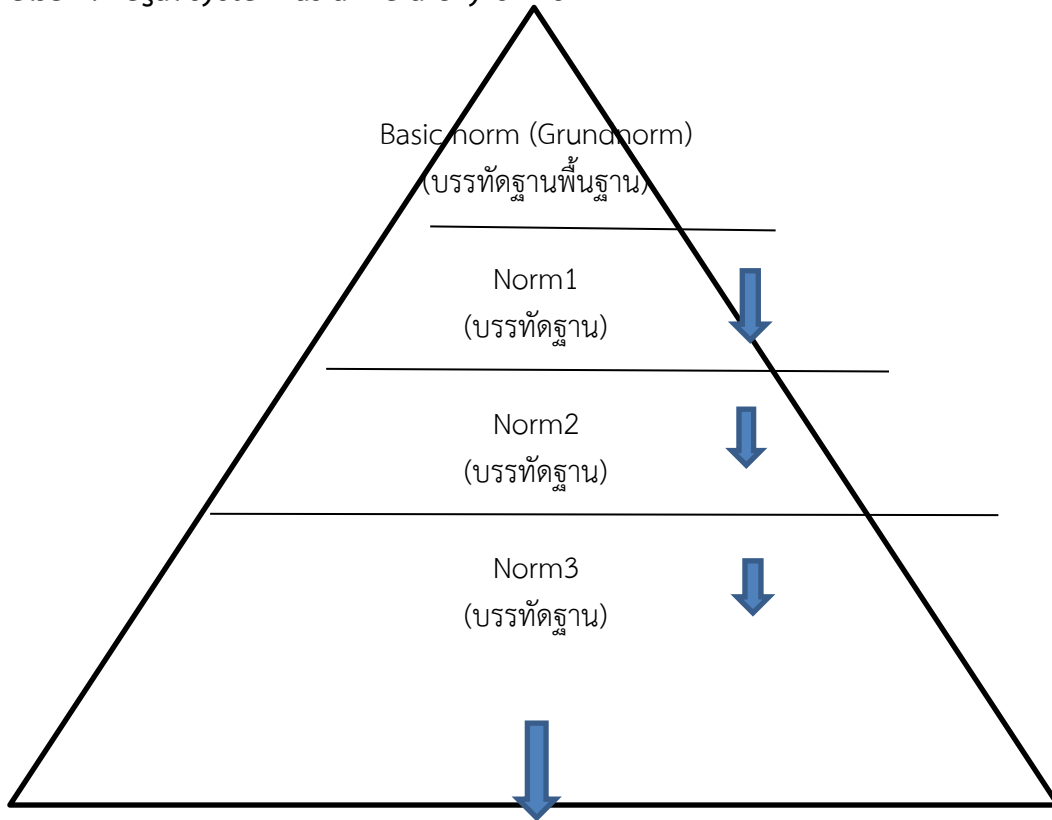 Basic norm (Grundnorm)
(บรรทัดฐานพื้นฐาน)
Norm1
(บรรทัดฐาน)
Norm2
(บรรทัดฐาน)
Norm3
(บรรทัดฐาน)